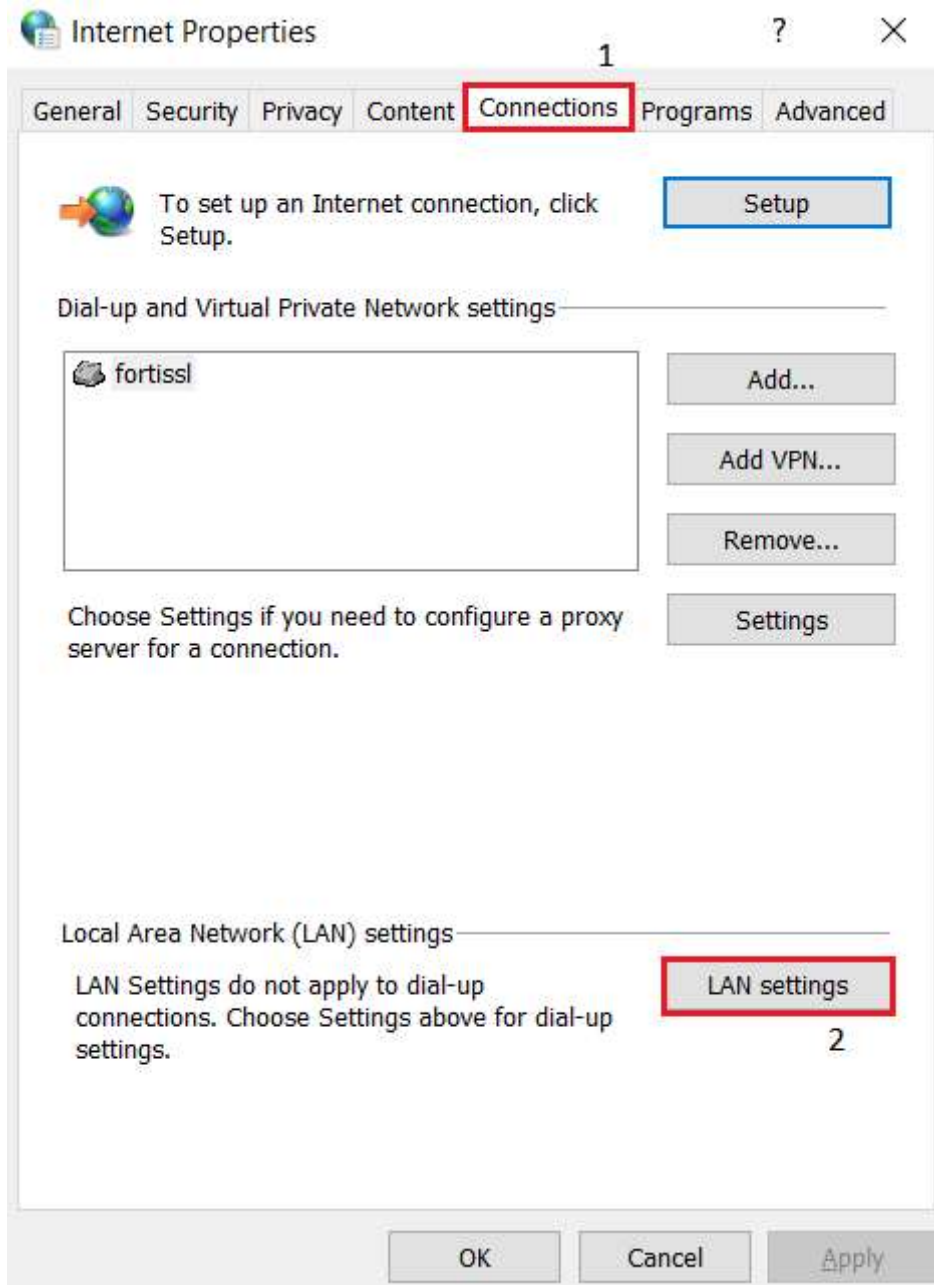 Internet Properties
?
1
General Security Privacy Content Connections Programs Advanced
To set up an Internet connection, click
Setup.
Setup
Dial-up and Virtual Private Network settings
fortissl
Add...
Add VPN...
Remove...
Choose Settings if you need to configure a proxy
server for a connection.
Settings
Local Area Network (LAN) settings
LAN Settings do not apply to dial-up
connections. Choose Settings above for dial-up
settings.
LAN settings
2
OK Cancel Apply